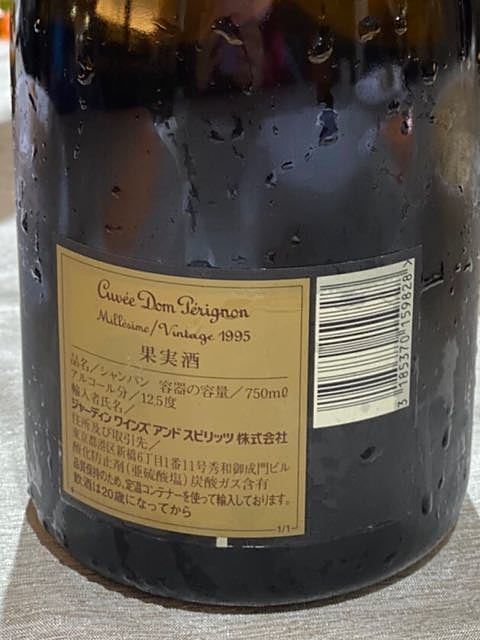 Cuvée Dom Pérignon
Millésime/Vintage 1995
果実酒
品名／シャンパン 容器の容量／750mℓ
アルコール分／12.5度
輸入者氏名／
ジャーディン ワインズ アンド スピリッツ 株式会社
住所及び取引先／
東京都港区新橋6丁目1番11号秀和御成門ビル
酸化防止剤(亜硫酸塩)炭酸ガス含有
品質保持のため、定温コンテナーを使って輸入しております。
飲酒は20歳になってから
1/1
3 185370 159828 >